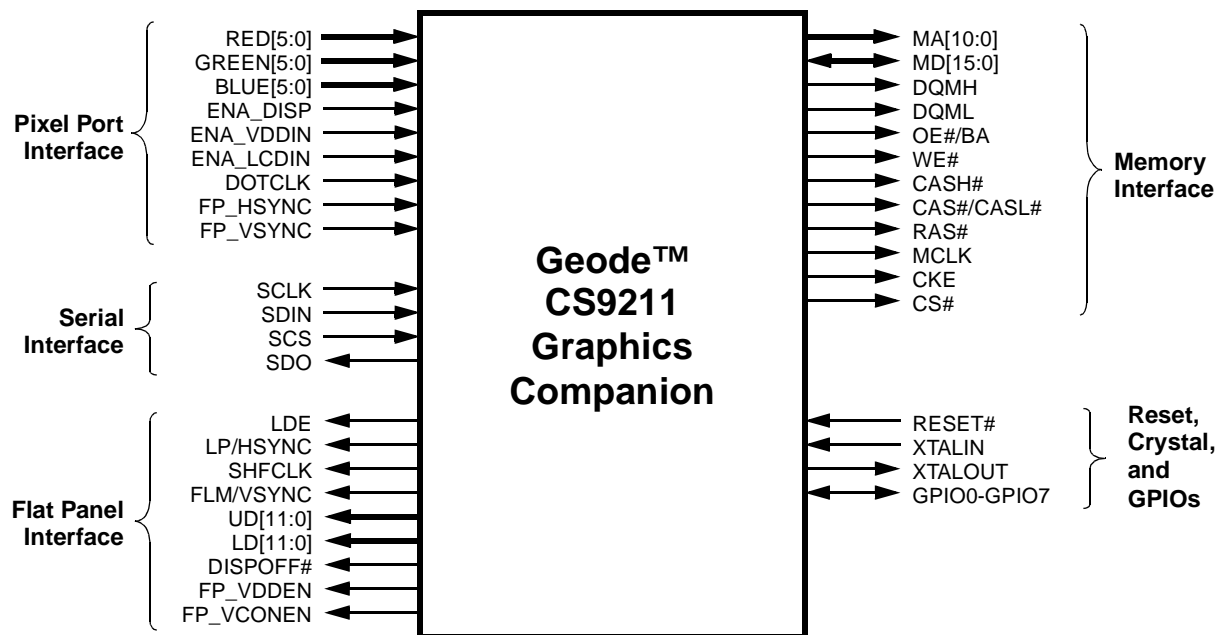 Pixel Port
Interface
RED[5:0]
GREEN[5:0]
BLUE[5:0]
ENA_DISP
ENA_VDDIN
ENA_LCDIN
DOTCLK
FP_HSYNC
FP_VSYNC
Serial
Interface
SCLK
SDIN
SCS
SDO
Flat Panel
Interface
LDE
LP/HSYNC
SHFCLK
FLM/VSYNC
UD[11:0]
LD[11:0]
DISPOFF#
FP_VDDEN
FP_VCONEN
Geode™
CS9211
Graphics
Companion
MA[10:0]
MD[15:0]
DQMH
DQML
OE#/BA
WE#
CASH#
CAS#/CASL#
RAS#
MCLK
CKE
CS#
Memory
Interface
RESET#
XTALIN
XTALOUT
GPIO0-GPIO7
Reset,
Crystal,
and
GPIOs